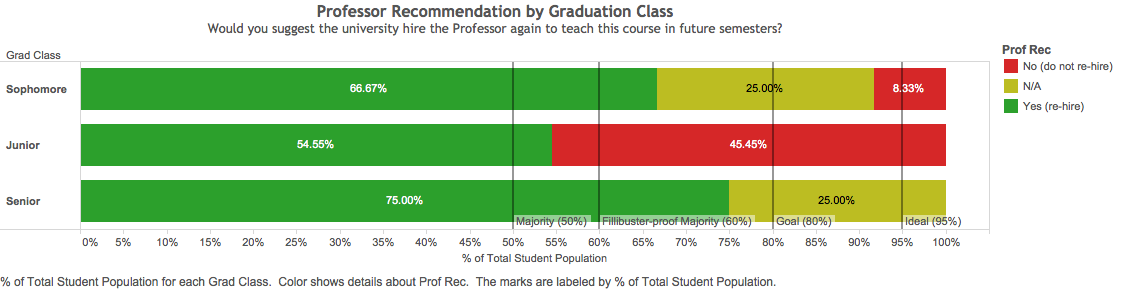 Professor Recommendation by Graduation Class
Would you suggest the university hire the Professor again to teach this course in future semesters?
Grad Class
Prof Rec
No (do not re-hire)
N/A
Yes (re-hire)
Sophomore 66.67% 25.00% 8.33%
Junior 54.55% 45.45%
Senior 75.00% 25.00%
Majority (50%) Fillibuster-proof Majority (60%) Goal (80%) Ideal (95%)
0% 5% 10% 15% 20% 25% 30% 35% 40% 45% 50% 55% 60% 65% 70% 75% 80% 85% 90% 95% 100%
% of Total Student Population
% of Total Student Population for each Grad Class. Color shows details about Prof Rec. The marks are labeled by % of Total Student Population.